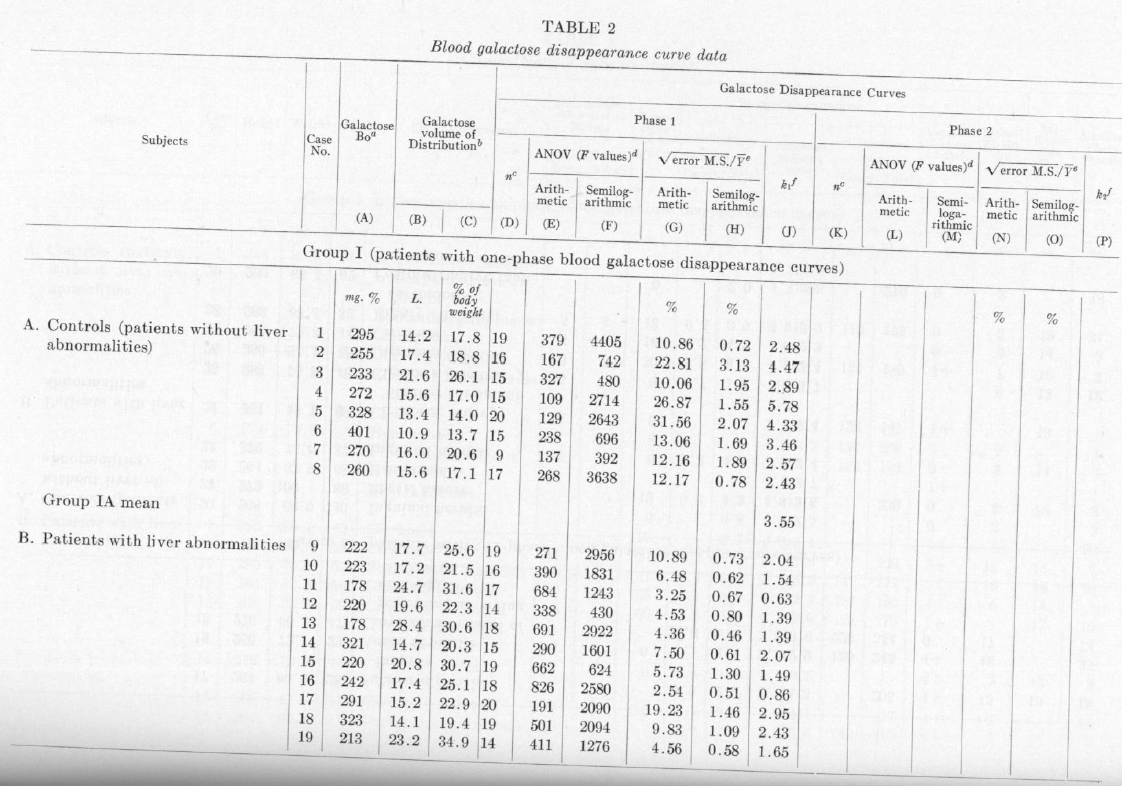 TABLE 2
Blood galactose disappearance curve data
Subjects
Case No.
Galactose Boᵃ
(A)
Galactose volume of Distributionᵇ
(B) (C)
Galactose Disappearance Curves
Phase 1
nᶜ
(D)
ANOV (F values)ᵈ
Arith-metic
(E)
Semilog-arithmic
(F)
√error M.S./ȳᵉ
Arith-metic
(G)
Semilog-arithmic
(H)
k₁ᶠ
(J)
Phase 2
nᶜ
(K)
ANOV (F values)ᵈ
Arith-metic
(L)
Semi-loga-rithmic
(M)
√error M.S./ȳᵉ
Arith-metic
(N)
Semilog-arithmic
(O)
k₂ᶠ
(P)
Group I (patients with one-phase blood galactose disappearance curves)
mg. % L. % of body weight % % % %
A. Controls (patients without liver abnormalities)
1 295 14.2 17.8 19 379 4405 10.86 0.72 2.48
2 255 17.4 18.8 16 167 742 22.81 3.13 4.47
3 233 21.6 26.1 15 327 480 10.06 1.95 2.89
4 272 15.6 17.0 15 109 2714 26.87 1.55 5.78
5 328 13.4 14.0 20 129 2643 31.56 2.07 4.33
6 401 10.9 13.7 15 238 696 13.06 1.69 3.46
7 270 16.0 20.6 9 137 392 12.16 1.89 2.57
8 260 15.6 17.1 17 268 3638 12.17 0.78 2.43
Group IA mean 3.55
B. Patients with liver abnormalities
9 222 17.7 25.6 19 271 2956 10.89 0.73 2.04
10 223 17.2 21.5 16 390 1831 6.48 0.62 1.54
11 178 24.7 31.6 17 684 1243 3.25 0.67 0.63
12 220 19.6 22.3 14 338 430 4.53 0.80 1.39
13 178 28.4 30.6 18 691 2922 4.36 0.46 1.39
14 321 14.7 20.3 15 290 1601 7.50 0.61 2.07
15 220 20.8 30.7 19 662 624 5.73 1.30 1.49
16 242 17.4 25.1 18 826 2580 2.54 0.51 0.86
17 291 15.2 22.9 20 191 2090 19.23 1.46 2.95
18 323 14.1 19.4 19 501 2094 9.83 1.09 2.43
19 213 23.2 34.9 14 411 1276 4.56 0.58 1.65